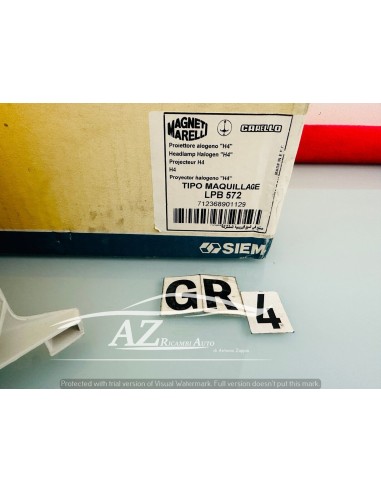 MAGNETI
MARELLI
CARELLO
Proiettore alogeno "H4"
Headlamp Halogen "H4"
Projecteur H4
H4
Proyector halogeno "H4"
TIPO MAQUILLAGE
LPB 572
712368901129
SIEM
GR 4
AZ
RICAMBI AUTO
Protected with trial version of Visual Watermark. Full version doesn't put this mark.